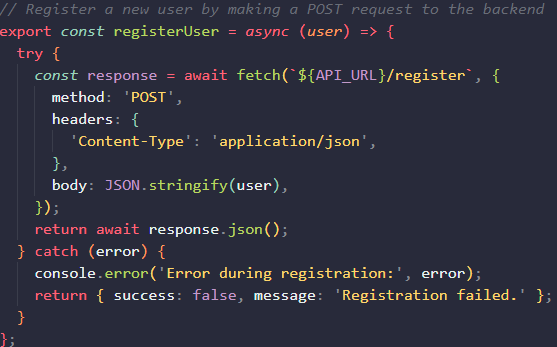 // Register a new user by making a POST request to the backend
export const registerUser = async (user) => {
  try {
    const response = await fetch(`${API_URL}/register`, {
      method: 'POST',
      headers: {
        'Content-Type': 'application/json',
      },
      body: JSON.stringify(user),
    });
    return await response.json();
  } catch (error) {
    console.error('Error during registration:', error);
    return { success: false, message: 'Registration failed.' };
  }
};